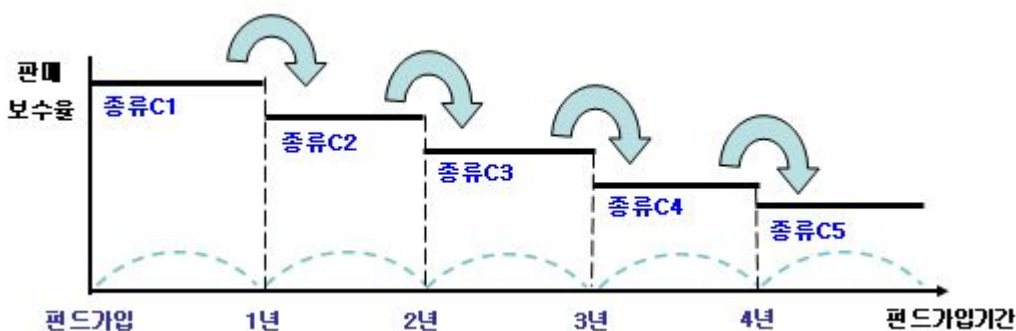 판매
보수율
종류C1
종류C2
종류C3
종류C4
종류C5
펀드가입
1년
2년
3년
4년
펀드가입기간